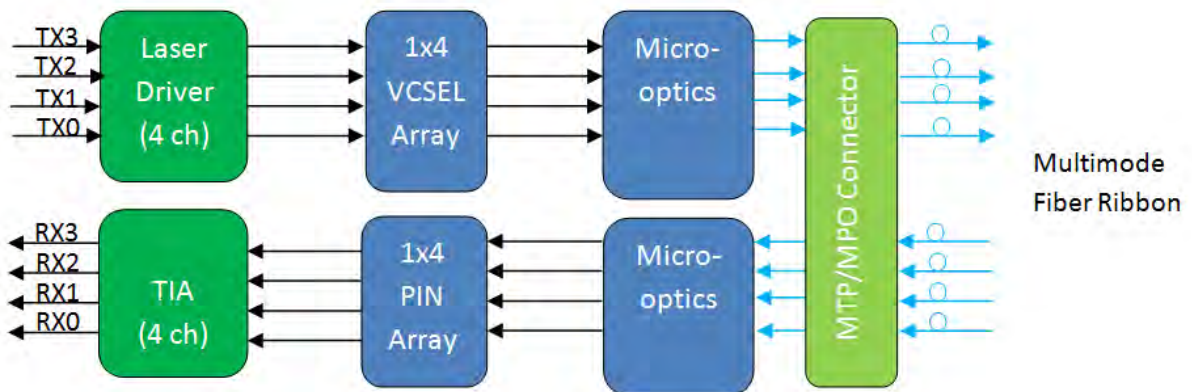 TX3
TX2
TX1
TX0
Laser
Driver
(4 ch)
1x4
VCSEL
Array
Micro-
optics
MTP/MPO Connector
Multimode
Fiber Ribbon
RX3
RX2
RX1
RX0
TIA
(4 ch)
1x4
PIN
Array
Micro-
optics